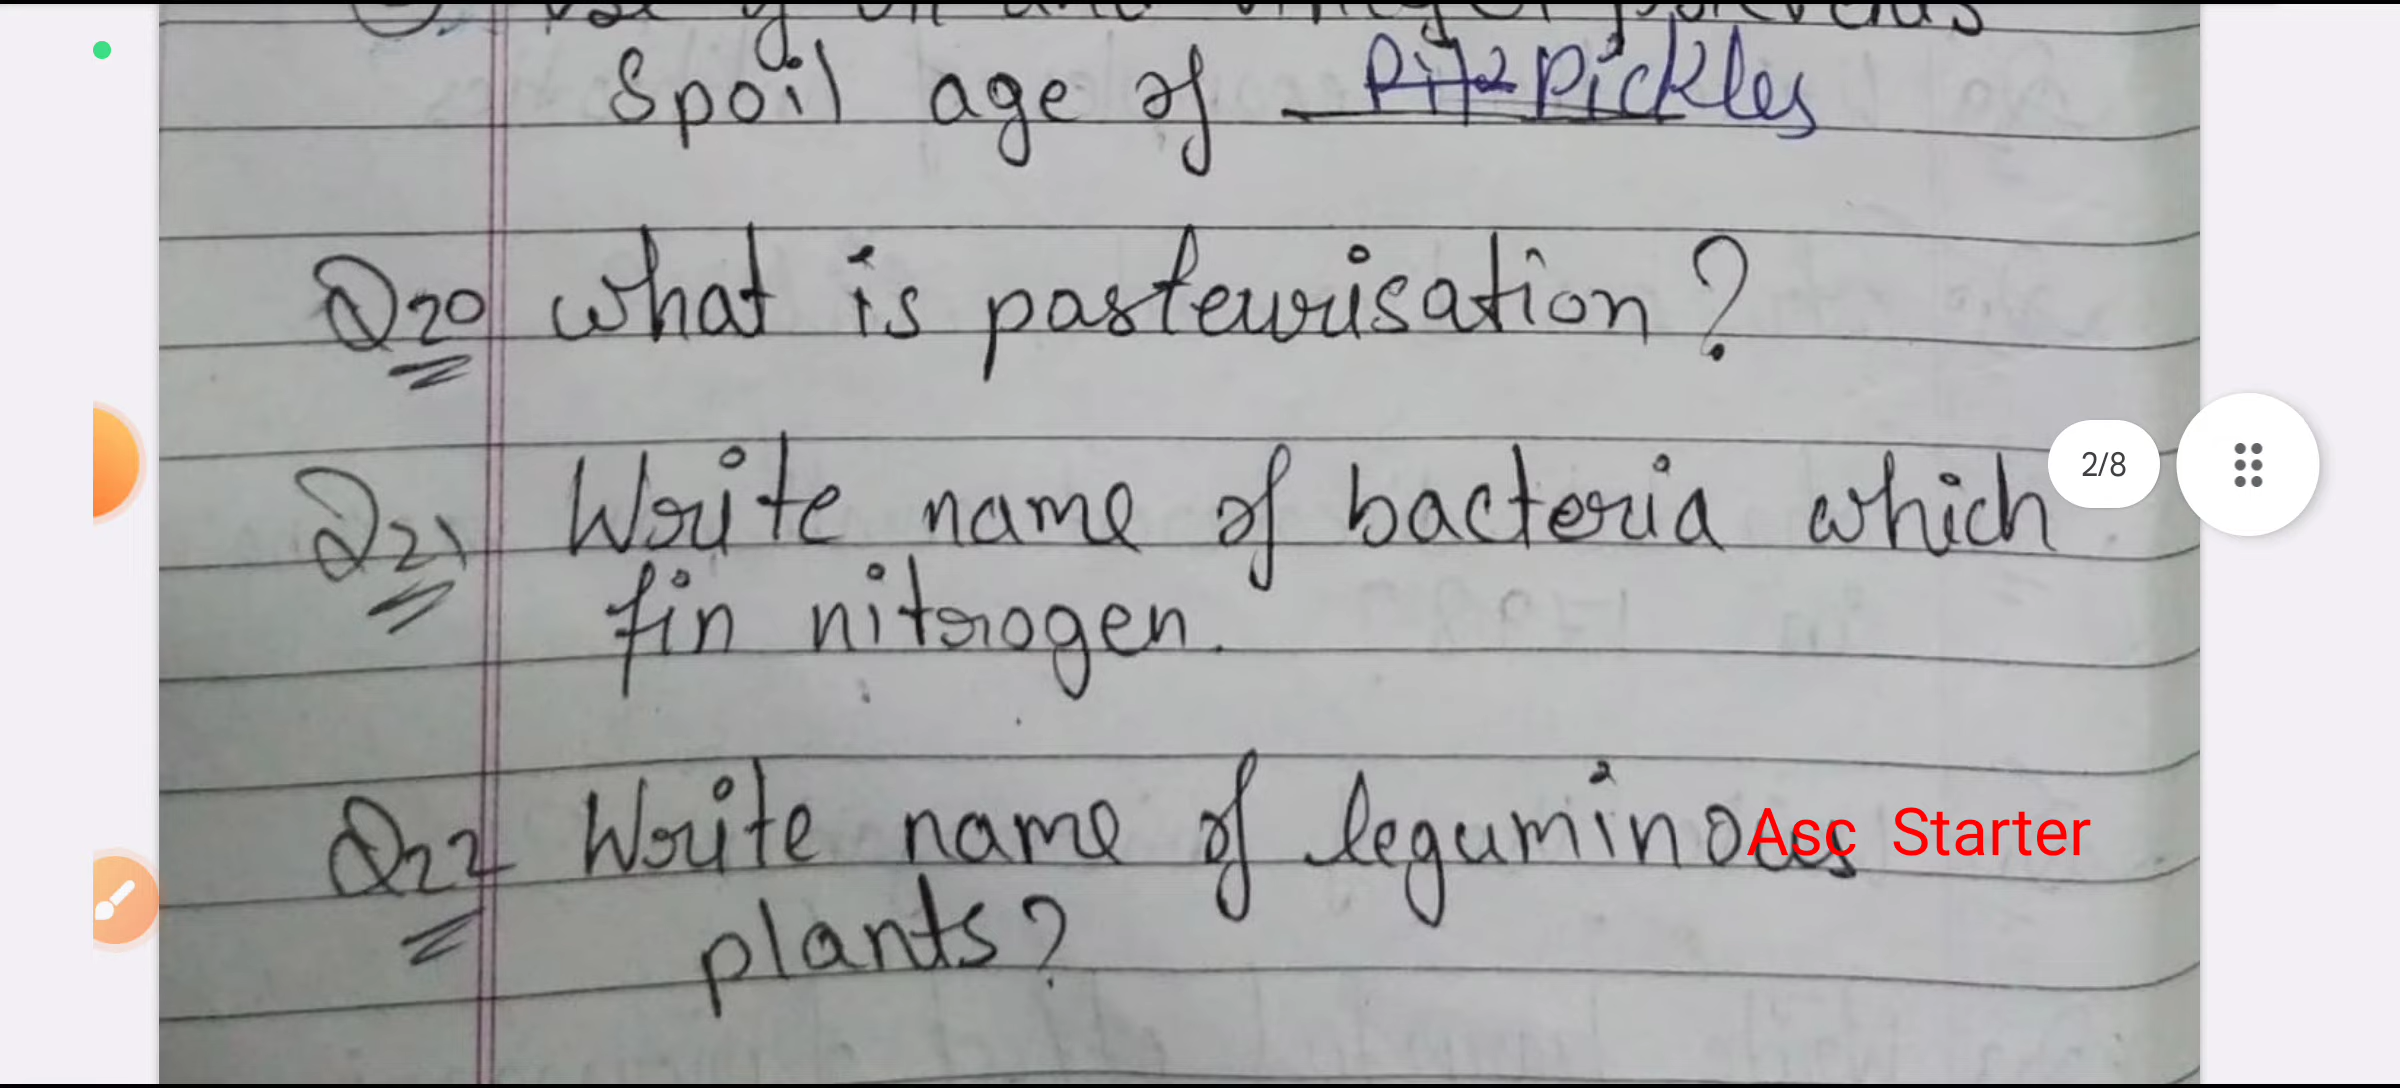 Spoil age of Pickles
Q20 What is pasteurisation?
Q21 Write name of bacteria which
fin nitrogen.
Q22 Write name of leguminous
plants?
2/8
Asc Starter